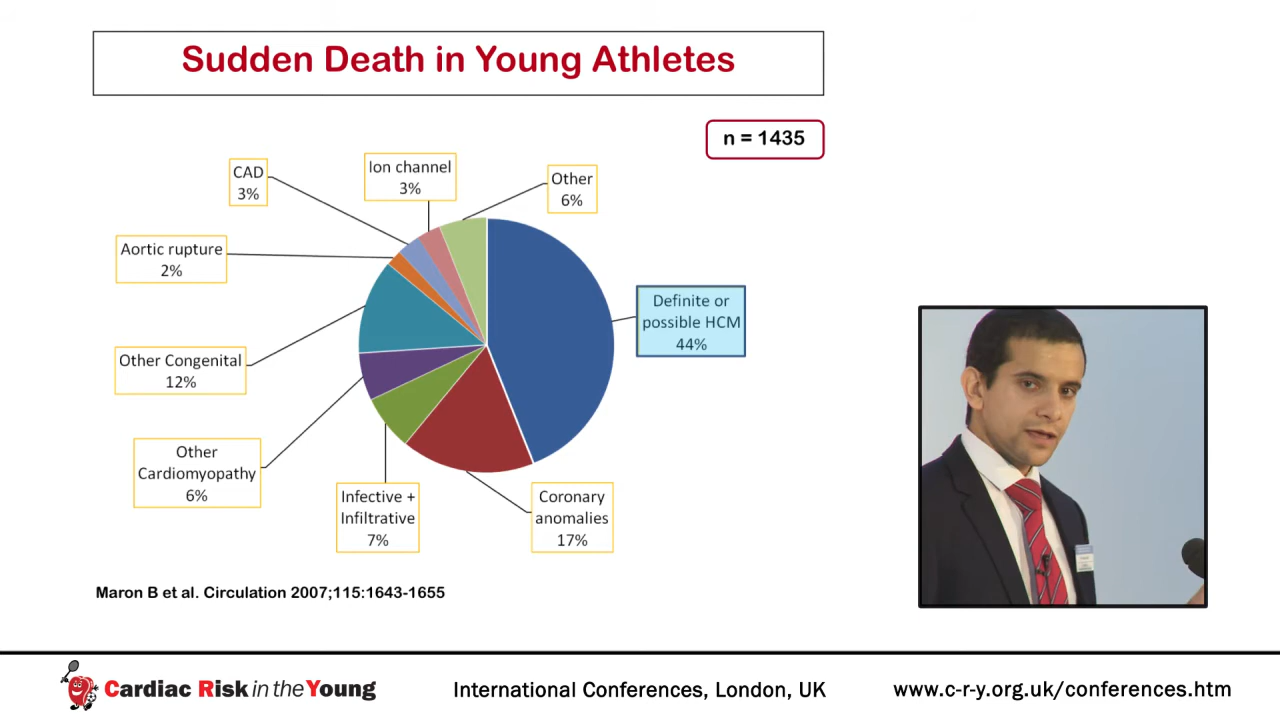 Sudden Death in Young Athletes
n = 1435
CAD
3%
Ion channel
3%
Other
6%
Aortic rupture
2%
Definite or
possible HCM
44%
Other Congenital
12%
Other
Cardiomyopathy
6%
Infective +
Infiltrative
7%
Coronary
anomalies
17%
Maron B et al. Circulation 2007;115:1643-1655
Cardiac Risk in the Young
International Conferences, London, UK
www.c-r-y.org.uk/conferences.htm